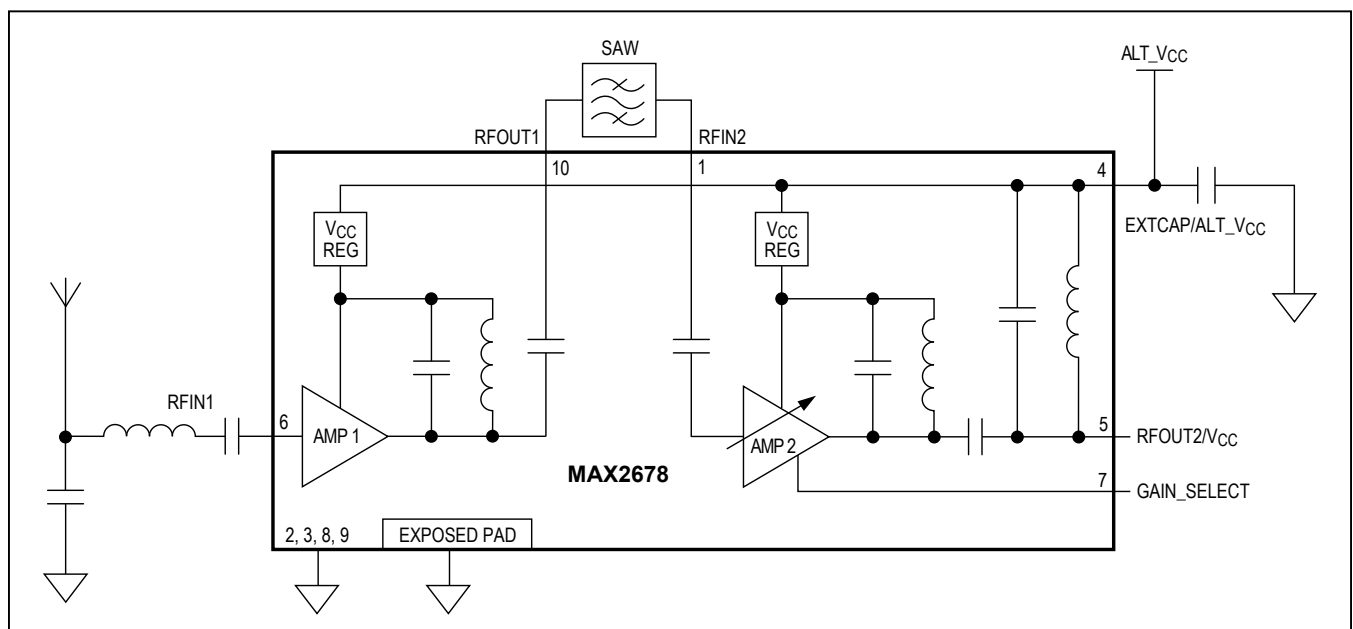 SAW
ALT_VCC
RFOUT1
RFIN2
10
1
4
VCC
REG
VCC
REG
EXTCAP/ALT_VCC
RFIN1
6
AMP 1
AMP 2
5
RFOUT2/VCC
MAX2678
7
GAIN_SELECT
2, 3, 8, 9
EXPOSED PAD